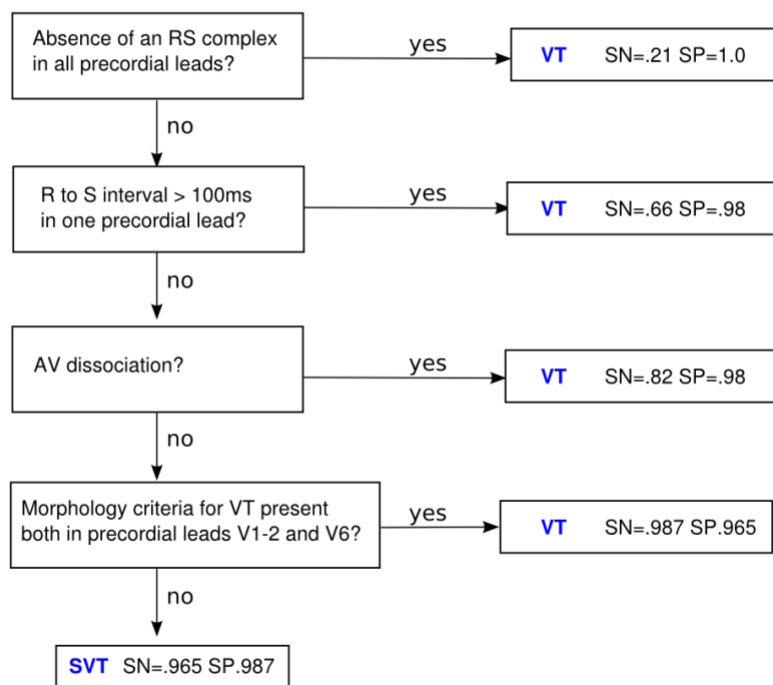 Absence of an RS complex
in all precordial leads?
yes
VT SN=.21 SP=1.0
no
R to S interval > 100ms
in one precordial lead?
yes
VT SN=.66 SP=.98
no
AV dissociation?
yes
VT SN=.82 SP=.98
no
Morphology criteria for VT present
both in precordial leads V1-2 and V6?
yes
VT SN=.987 SP.965
no
SVT SN=.965 SP.987